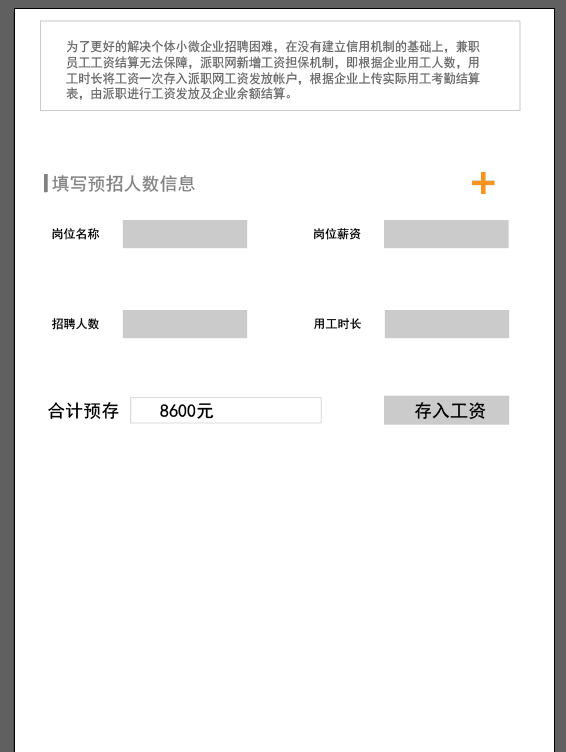 为了更好的解决个体小微企业招聘困难，在没有建立信用机制的基础上，兼职
员工工资结算无法保障，派职网新增工资担保机制，即根据企业用工人数，用
工时长将工资一次存入派职网工资发放帐户，根据企业上传实际用工考勤结算
表，由派职进行工资发放及企业余额结算。
填写预招人数信息
岗位名称
岗位薪资
招聘人数
用工时长
合计预存 8600元 存入工资